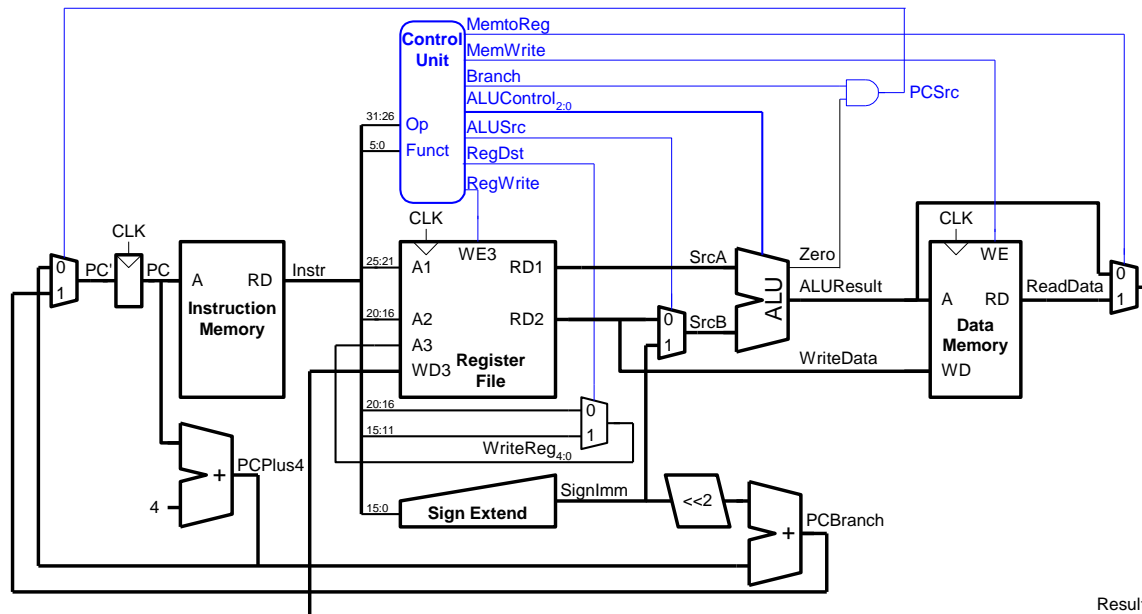 MemtoReg
Control Unit
MemWrite
Branch
ALUControl2:0
PCSrc
31:26
Op
ALUSrc
5:0
Funct
RegDst
RegWrite
CLK
CLK
CLK
0
1
PC'
PC
A
RD
Instr
Instruction Memory
25:21
A1
WE3
RD1
SrcA
Zero
ALU
ALUResult
WE
A
RD
ReadData
0
1
20:16
A2
RD2
0
1
SrcB
A3
WD3
Register File
WriteData
Data Memory
WD
20:16
0
15:11
1
WriteReg4:0
PCPlus4
+
4
SignImm
15:0
Sign Extend
<<2
+
PCBranch
Resul